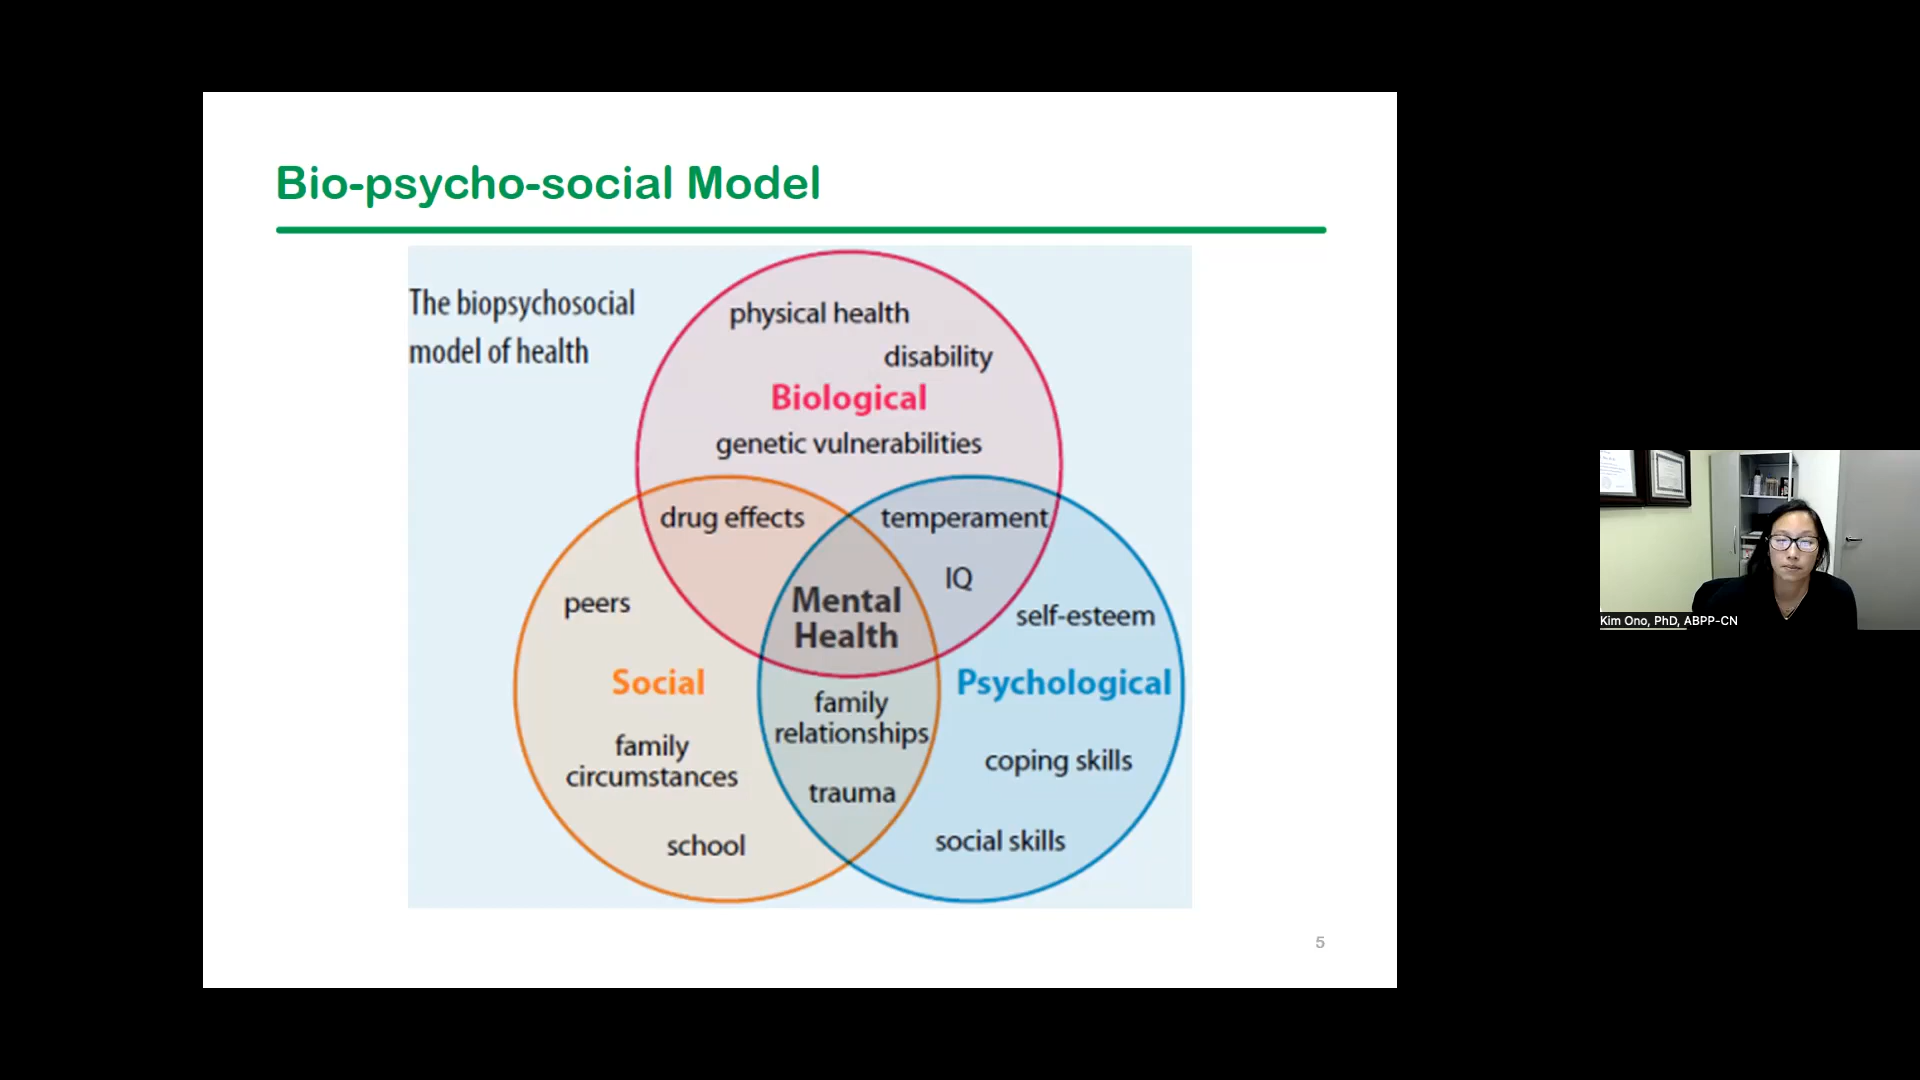 Bio-psycho-social Model
The biopsychosocial
model of health
physical health
disability
Biological
genetic vulnerabilities
drug effects
temperament
IQ
peers
Mental
Health
self-esteem
Social
Psychological
family
relationships
family
circumstances
coping skills
trauma
school
social skills
5
Kim Ono, PhD, ABPP-CN